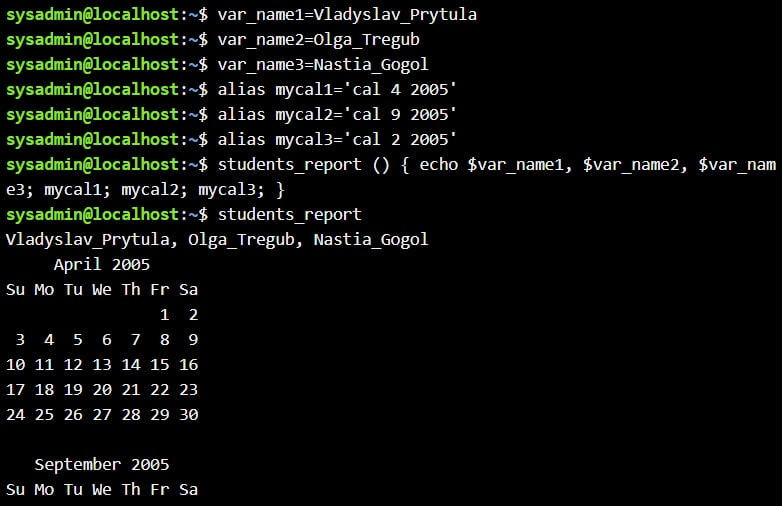 sysadmin@localhost:~$ var_name1=Vladyslav_Prytula
sysadmin@localhost:~$ var_name2=Olga_Tregub
sysadmin@localhost:~$ var_name3=Nastia_Gogol
sysadmin@localhost:~$ alias mycal1='cal 4 2005'
sysadmin@localhost:~$ alias mycal2='cal 9 2005'
sysadmin@localhost:~$ alias mycal3='cal 2 2005'
sysadmin@localhost:~$ students_report () { echo $var_name1, $var_name2, $var_nam
e3; mycal1; mycal2; mycal3; }
sysadmin@localhost:~$ students_report
Vladyslav_Prytula, Olga_Tregub, Nastia_Gogol
     April 2005
Su Mo Tu We Th Fr Sa
                1  2
 3  4  5  6  7  8  9
10 11 12 13 14 15 16
17 18 19 20 21 22 23
24 25 26 27 28 29 30

   September 2005
Su Mo Tu We Th Fr Sa